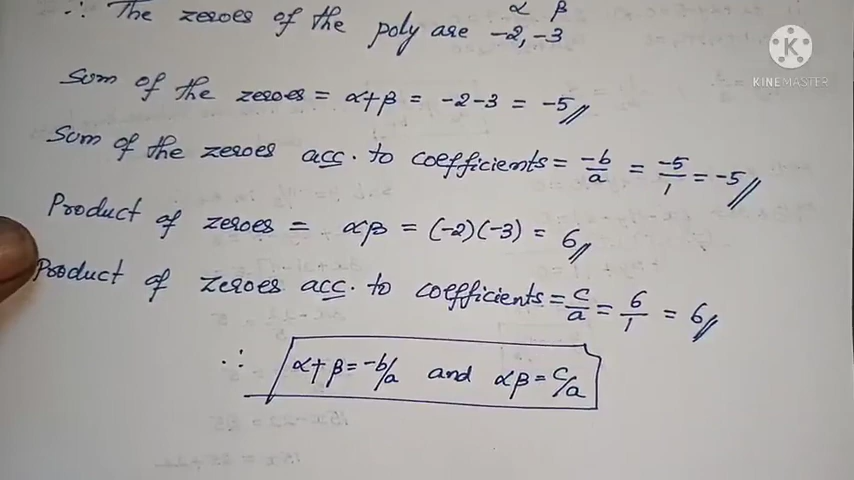 ∴ The zeroes of the poly are -2, -3
α β
Sum of the zeroes = α+β = -2-3 = -5//
Sum of the zeroes acc. to coefficients = -b/a = -5/1 = -5//
Product of zeroes = αβ = (-2)(-3) = 6//
Product of zeroes acc. to coefficients = c/a = 6/1 = 6//
∴ α+β = -b/a and αβ = c/a
KINEMASTER